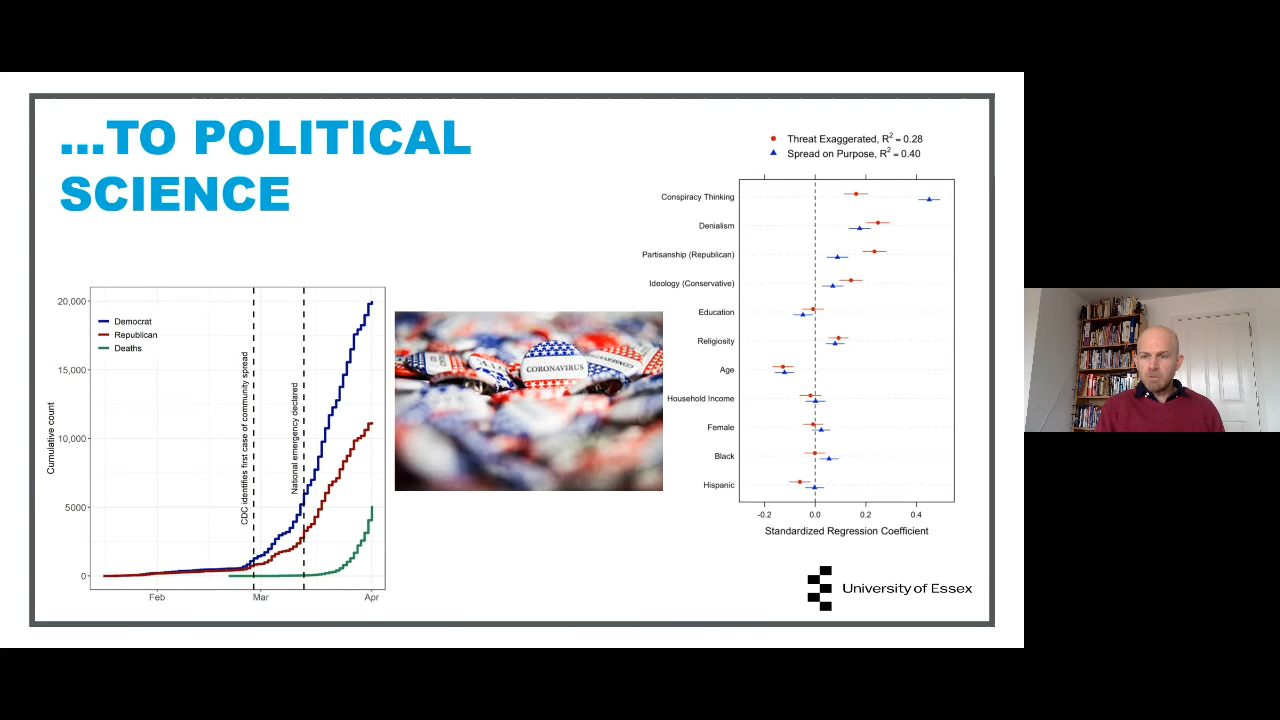 ...TO POLITICAL
SCIENCE
20,000
15,000
10,000
5000
0
Cumulative count
Democrat
Republican
Deaths
CDC identifies first case of community spread
National emergency declared
Feb
Mar
Apr
CORONAVIRUS
Threat Exaggerated, R² = 0.28
Spread on Purpose, R² = 0.40
Conspiracy Thinking
Denialism
Partisanship (Republican)
Ideology (Conservative)
Education
Religiosity
Age
Household Income
Female
Black
Hispanic
-0.2
0.0
0.2
0.4
Standardized Regression Coefficient
University of Essex